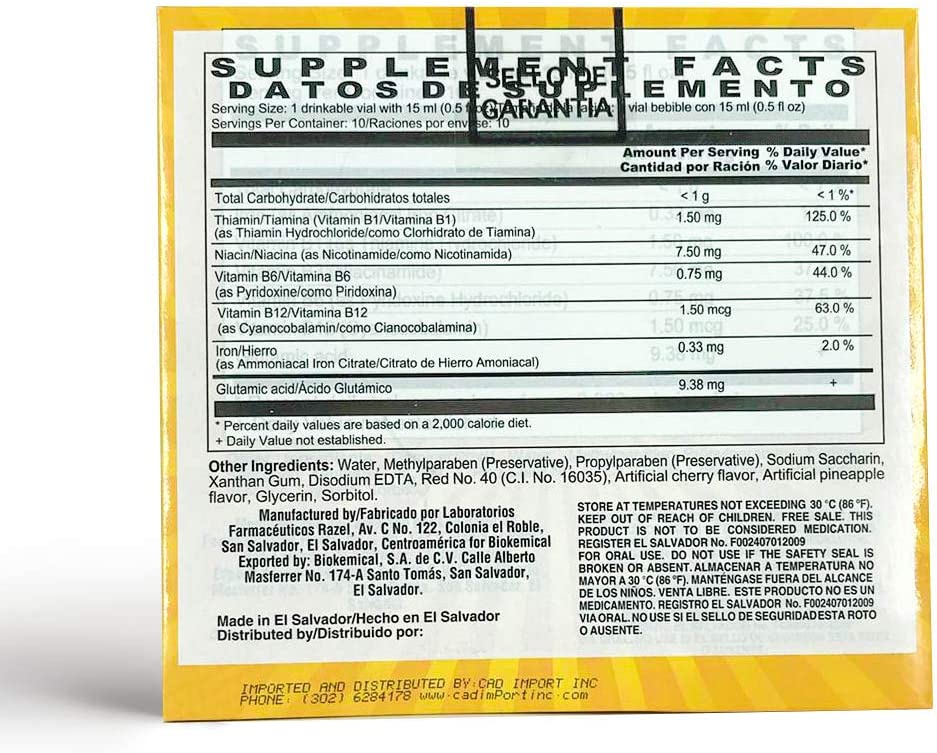 SUPPLEMENT FACTS
DATOS DE SUPLEMENTO
SELLO DE
GARANTIA
Serving Size: 1 drinkable vial with 15 ml (0.5 fl oz) vial bebible con 15 ml (0.5 fl oz)
Servings Per Container: 10/Raciones por envase: 10
Amount Per Serving % Daily Value*
Cantidad por Ración % Valor Diario*
Total Carbohydrate/Carbohidratos totales < 1 g < 1 %*
Thiamin/Tiamina (Vitamin B1/Vitamina B1) 1.50 mg 125.0 %
(as Thiamin Hydrochloride/como Clorhidrato de Tiamina)
Niacin/Niacina (as Nicotinamide/como Nicotinamida) 7.50 mg 47.0 %
Vitamin B6/Vitamina B6 0.75 mg 44.0 %
(as Pyridoxine/como Piridoxina)
Vitamin B12/Vitamina B12 1.50 mcg 63.0 %
(as Cyanocobalamin/como Cianocobalamina)
Iron/Hierro 0.33 mg 2.0 %
(as Ammoniacal Iron Citrate/Citrato de Hierro Amoniacal)
Glutamic acid/Ácido Glutámico 9.38 mg +
* Percent daily values are based on a 2,000 calorie diet.
+ Daily Value not established.
Other Ingredients: Water, Methylparaben (Preservative), Propylparaben (Preservative), Sodium Saccharin,
Xanthan Gum, Disodium EDTA, Red No. 40 (C.I. No. 16035), Artificial cherry flavor, Artificial pineapple
flavor, Glycerin, Sorbitol.
Manufactured by/Fabricado por Laboratorios
Farmacéuticos Razel, Av. C No. 122, Colonia el Roble,
San Salvador, El Salvador, Centroamérica for Biokemical
Exported by: Biokemical, S.A. de C.V. Calle Alberto
Masferrer No. 174-A Santo Tomás, San Salvador,
El Salvador.
Made in El Salvador/Hecho en El Salvador
Distributed by/Distribuido por:
STORE AT TEMPERATURES NOT EXCEEDING 30 °C (86 °F).
KEEP OUT OF REACH OF CHILDREN. FREE SALE. THIS
PRODUCT IS NOT TO BE CONSIDERED MEDICATION.
REGISTER EL SALVADOR No. F002407012009
FOR ORAL USE. DO NOT USE IF THE SAFETY SEAL IS
BROKEN OR ABSENT. ALMACENAR A TEMPERATURA NO
MAYOR A 30 °C (86 °F). MANTÉNGASE FUERA DEL ALCANCE
DE LOS NIÑOS. VENTA LIBRE. ESTE PRODUCTO NO ES UN
MEDICAMENTO. REGISTRO EL SALVADOR No. F002407012009
VIA ORAL. NO USE SI EL SELLO DE SEGURIDAD ESTA ROTO
O AUSENTE.
IMPORTED AND DISTRIBUTED BY:CAD IMPORT INC
PHONE: (302) 6284178 www.cadimPortinc.com